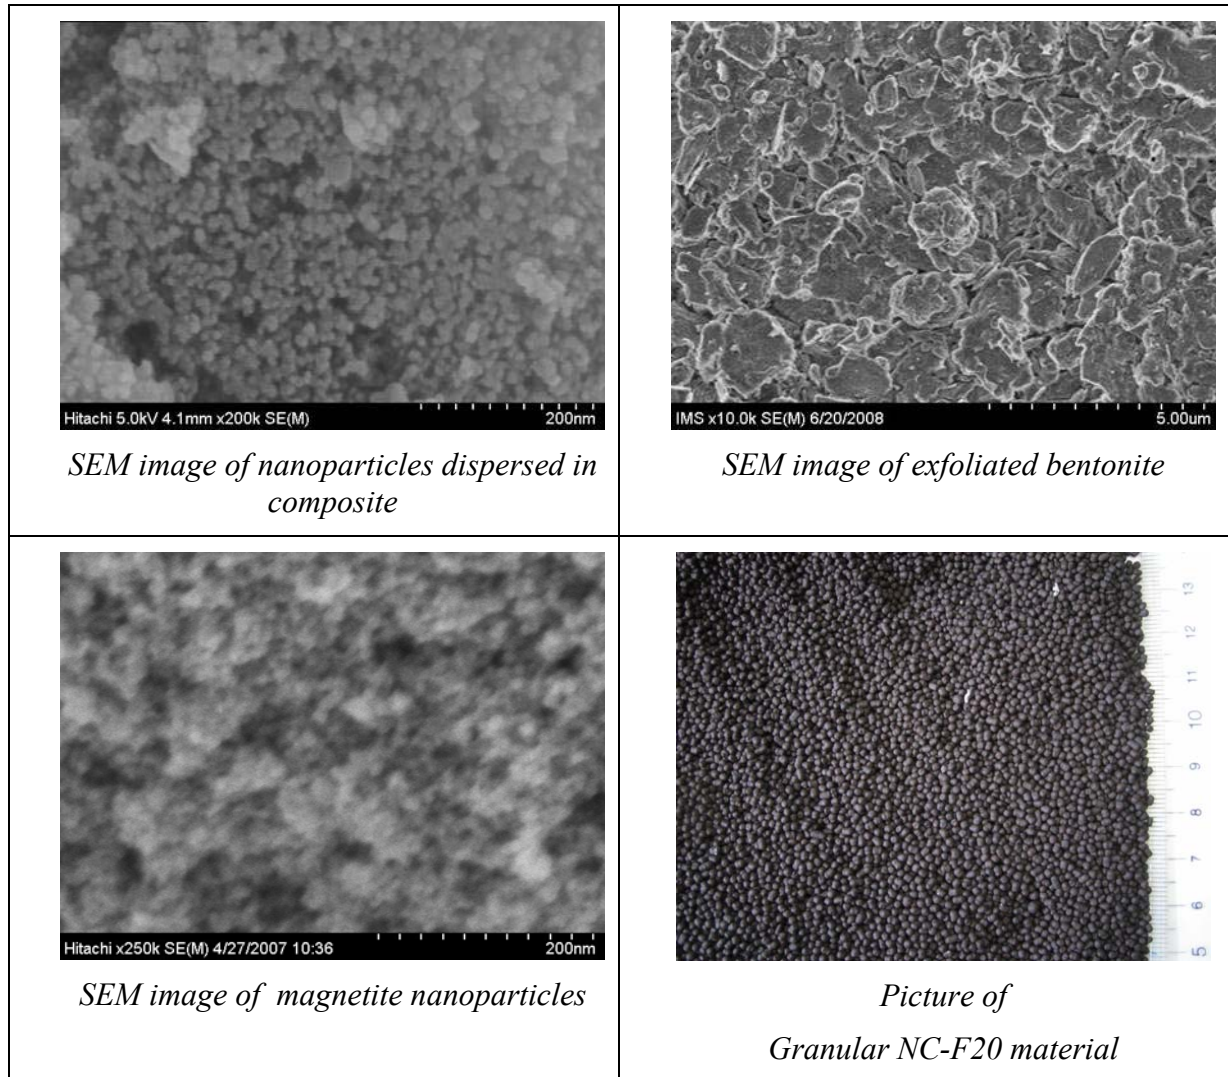 Hitachi 5.0kV 4.1mm x200k SE(M) 200nm
SEM image of nanoparticles dispersed in
composite
IMS x10.0k SE(M) 6/20/2008 5.00um
SEM image of exfoliated bentonite
Hitachi x250k SE(M) 4/27/2007 10:36 200nm
SEM image of magnetite nanoparticles
13
12
11
10
9
8
7
6
5
Picture of
Granular NC-F20 material